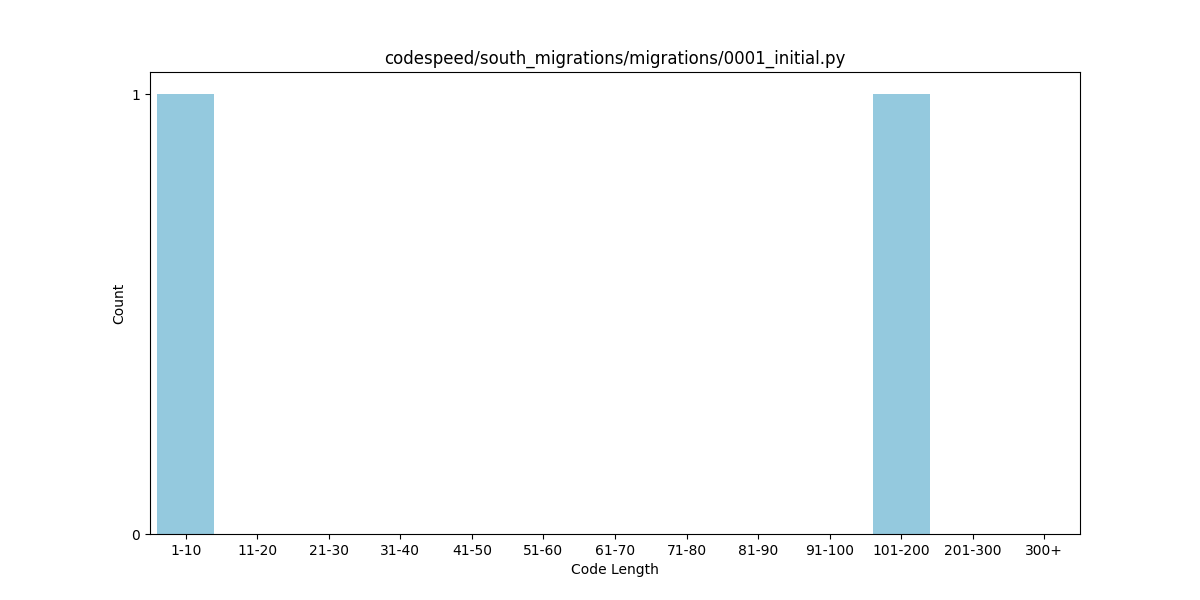 codespeed/south_migrations/migrations/0001_initial.py
1
Count
0
1-10 11-20 21-30 31-40 41-50 51-60 61-70 71-80 81-90 91-100 101-200 201-300 300+
Code Length